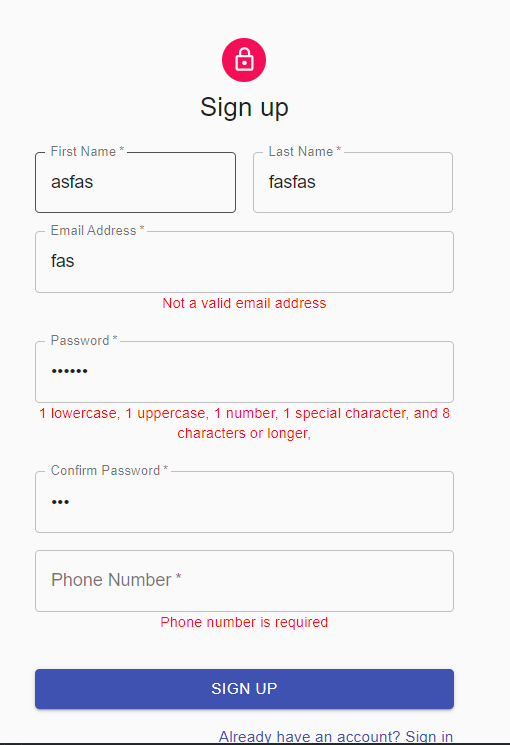 Sign up
First Name * Last Name *
asfas fasfas
Email Address *
fas
Not a valid email address
Password *
••••••
1 lowercase, 1 uppercase, 1 number, 1 special character, and 8
characters or longer,
Confirm Password *
•••
Phone Number *
Phone number is required
SIGN UP
Already have an account? Sign in